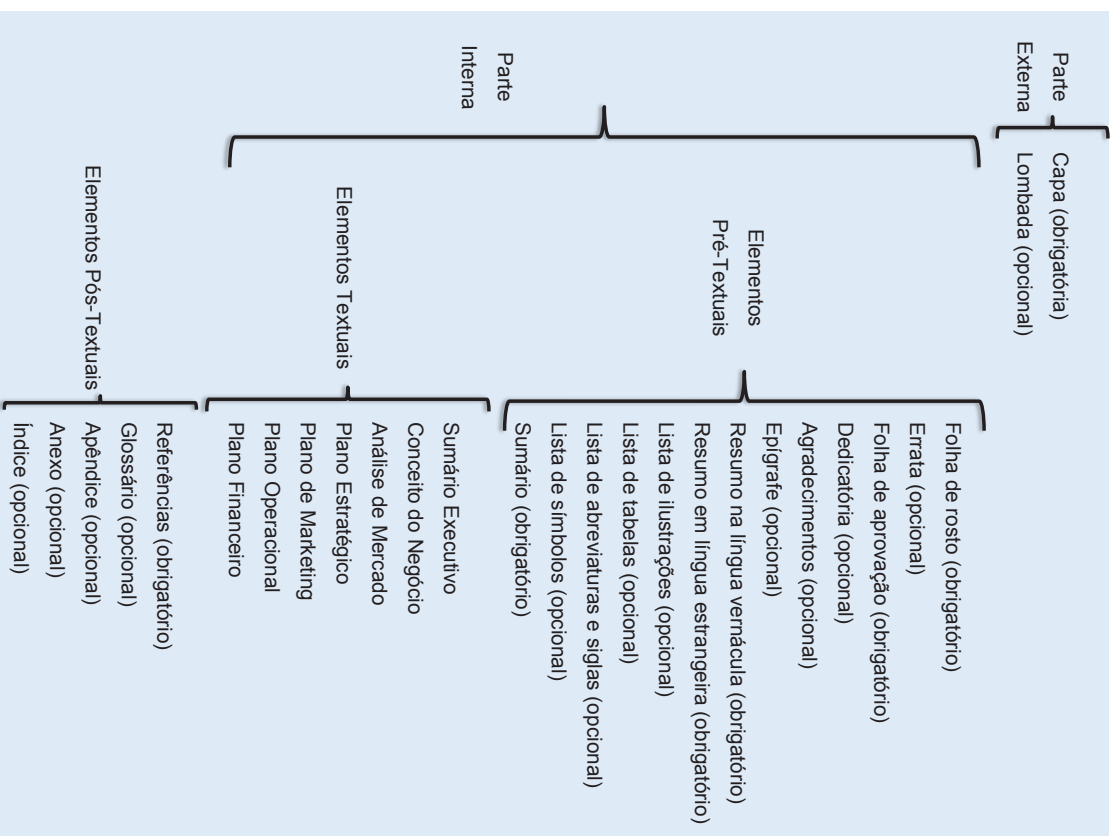 Parte
Externa
Capa (obrigatória)
Lombada (opcional)
Parte
Interna
Elementos
Pré-Textuais
Folha de rosto (obrigatório)
Errata (opcional)
Folha de aprovação (obrigatório)
Dedicatória (opcional)
Agradecimentos (opcional)
Epígrafe (opcional)
Resumo na língua vernácula (obrigatório)
Resumo em língua estrangeira (obrigatório)
Lista de ilustrações (opcional)
Lista de tabelas (opcional)
Lista de abreviaturas e siglas (opcional)
Lista de símbolos (opcional)
Sumário (obrigatório)
Elementos Textuais
Sumário Executivo
Conceito do Negócio
Análise de Mercado
Plano Estratégico
Plano de Marketing
Plano Operacional
Plano Financeiro
Elementos Pós-Textuais
Referências (obrigatório)
Glossário (opcional)
Apêndice (opcional)
Anexo (opcional)
Índice (opcional)